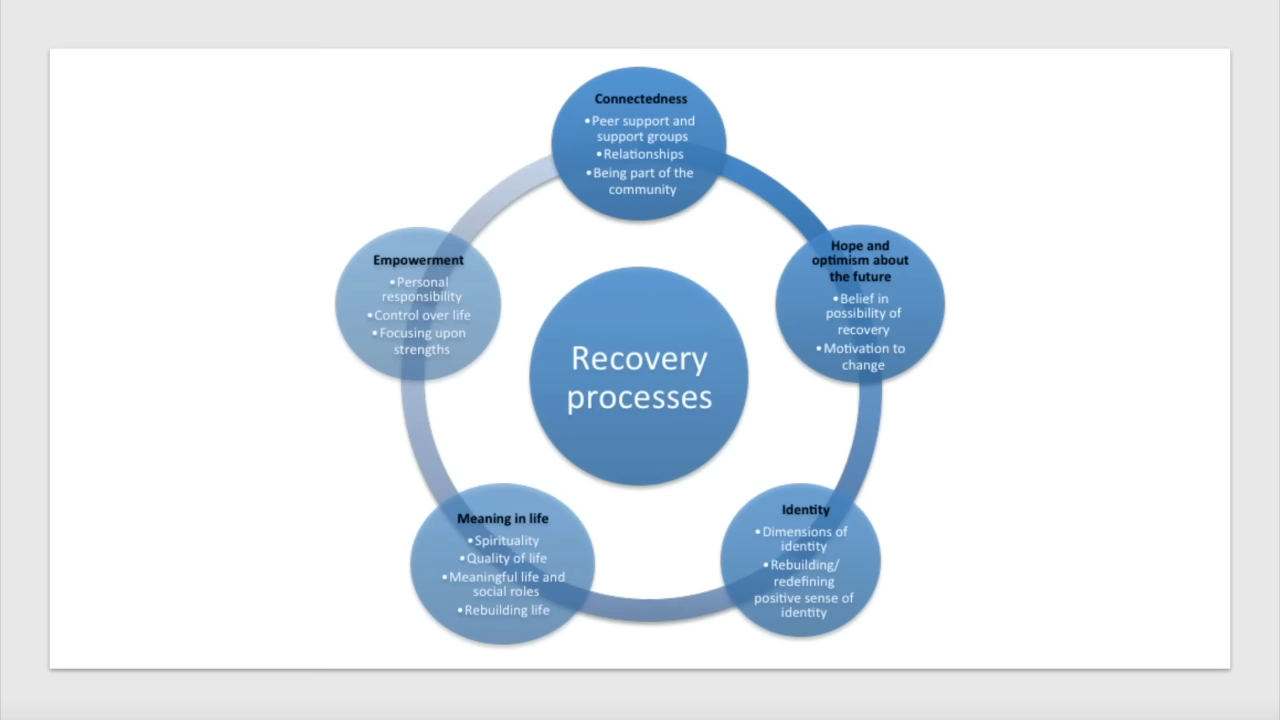 Connectedness
•Peer support and
support groups
•Relationships
•Being part of the
community
Hope and
optimism about
the future
•Belief in
possibility of
recovery
•Motivation to
change
Identity
•Dimensions of
identity
•Rebuilding/
redefining
positive sense of
identity
Meaning in life
•Spirituality
•Quality of life
•Meaningful life and
social roles
•Rebuilding life
Empowerment
•Personal
responsibility
•Control over life
•Focusing upon
strengths
Recovery
processes